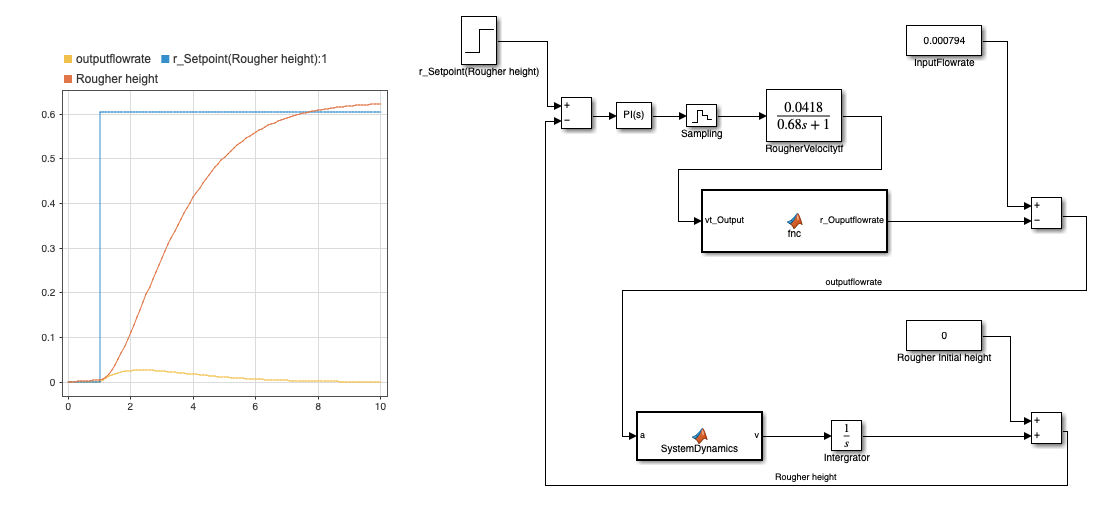 outputflowrate r_Setpoint(Rougher height):1
Rougher height
0.6
0.5
0.4
0.3
0.2
0.1
0
0 2 4 6 8 10
r_Setpoint(Rougher height)
+
−
PI(s)
Sampling
0.0418
0.68s + 1
RougherVelocitytf
0.000794
InputFlowrate
vt_Output
fnc
r_Ouputflowrate
+
−
outputflowrate
0
Rougher Initial height
a
SystemDynamics
v
1
s
Intergrator
+
+
Rougher height